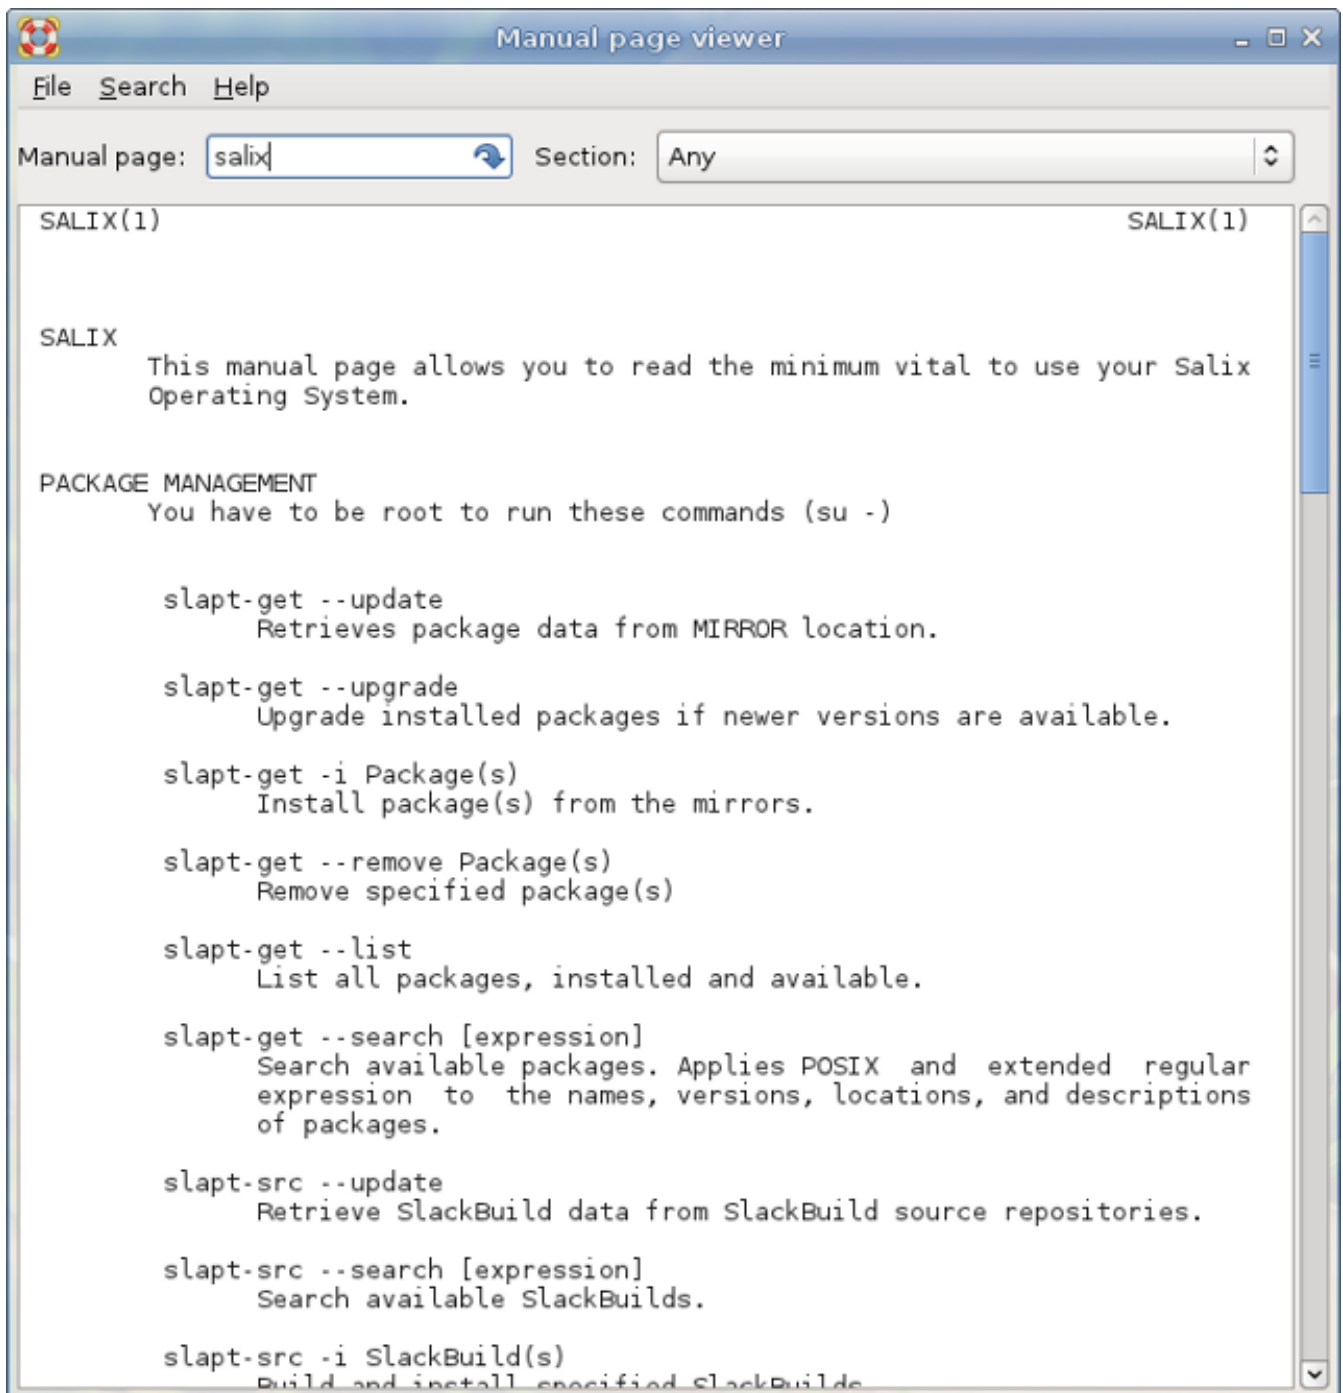 Manual page viewer
File Search Help
Manual page: salix Section: Any
SALIX(1) SALIX(1)
SALIX
This manual page allows you to read the minimum vital to use your Salix
Operating System.
PACKAGE MANAGEMENT
You have to be root to run these commands (su -)
slapt-get --update
Retrieves package data from MIRROR location.
slapt-get --upgrade
Upgrade installed packages if newer versions are available.
slapt-get -i Package(s)
Install package(s) from the mirrors.
slapt-get --remove Package(s)
Remove specified package(s)
slapt-get --list
List all packages, installed and available.
slapt-get --search [expression]
Search available packages. Applies POSIX and extended regular
expression to the names, versions, locations, and descriptions
of packages.
slapt-src --update
Retrieve SlackBuild data from SlackBuild source repositories.
slapt-src --search [expression]
Search available SlackBuilds.
slapt-src -i SlackBuild(s)
Build and install specified SlackBuilds